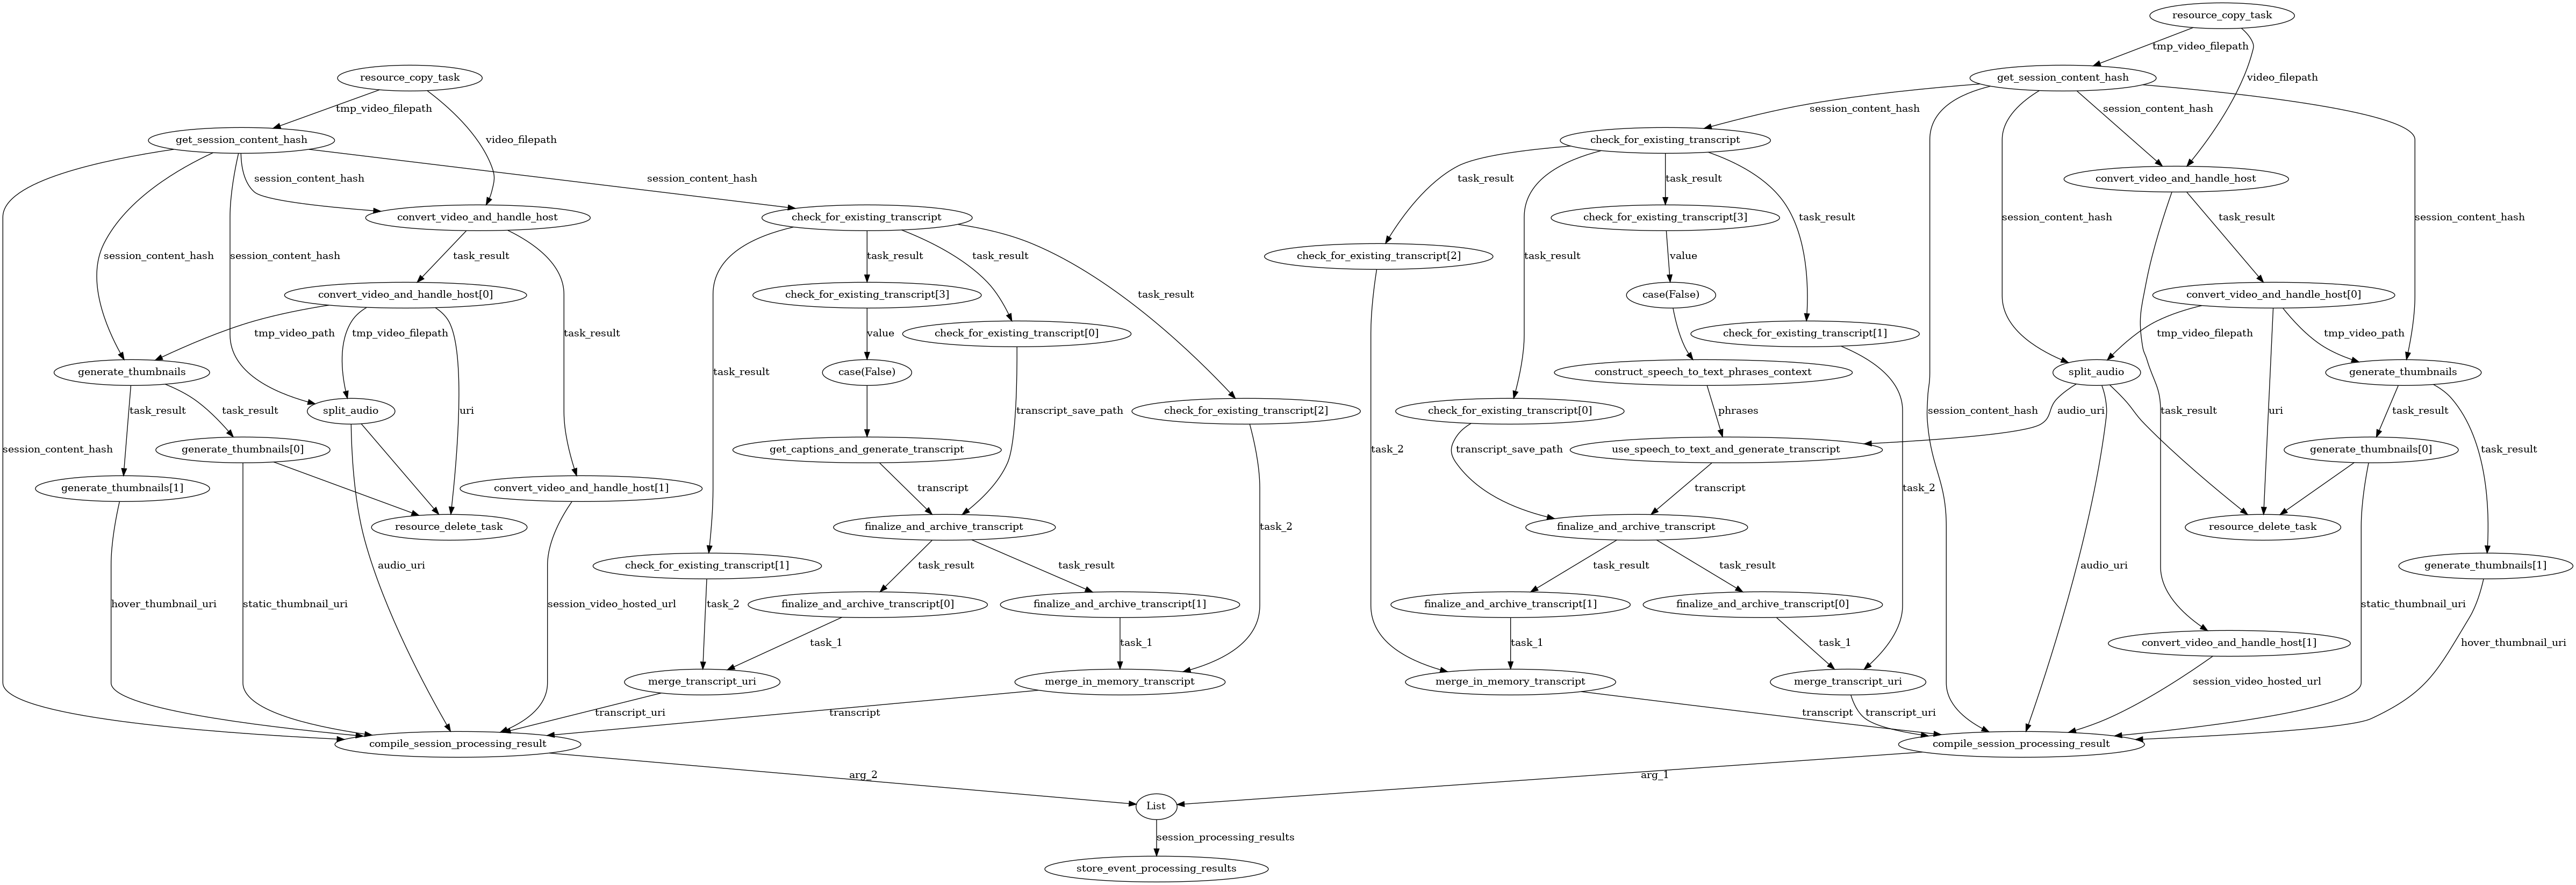 resource_copy_task
tmp_video_filepath
resource_copy_task
get_session_content_hash
video_filepath
tmp_video_filepath
session_content_hash
session_content_hash
get_session_content_hash
video_filepath
check_for_existing_transcript
session_content_hash
session_content_hash
task_result
task_result
convert_video_and_handle_host
convert_video_and_handle_host
check_for_existing_transcript
check_for_existing_transcript[3]
task_result
session_content_hash
task_result
session_content_hash
session_content_hash
session_content_hash
task_result
task_result
task_result
check_for_existing_transcript[2]
task_result
value
convert_video_and_handle_host[0]
check_for_existing_transcript[3]
task_result
case(False)
convert_video_and_handle_host[0]
tmp_video_path
tmp_video_filepath
task_result
value
check_for_existing_transcript[0]
check_for_existing_transcript[1]
tmp_video_filepath
tmp_video_path
generate_thumbnails
task_result
case(False)
construct_speech_to_text_phrases_context
split_audio
generate_thumbnails
task_result
task_result
split_audio
uri
transcript_save_path
check_for_existing_transcript[2]
check_for_existing_transcript[0]
phrases
audio_uri
session_content_hash
task_result
uri
task_result
session_content_hash
generate_thumbnails[0]
get_captions_and_generate_transcript
task_2
transcript_save_path
use_speech_to_text_and_generate_transcript
generate_thumbnails[0]
task_result
generate_thumbnails[1]
convert_video_and_handle_host[1]
transcript
transcript
task_2
resource_delete_task
finalize_and_archive_transcript
task_2
finalize_and_archive_transcript
resource_delete_task
audio_uri
check_for_existing_transcript[1]
task_result
task_result
task_result
task_result
audio_uri
generate_thumbnails[1]
hover_thumbnail_uri
static_thumbnail_uri
session_video_hosted_url
task_2
finalize_and_archive_transcript[0]
finalize_and_archive_transcript[1]
finalize_and_archive_transcript[1]
finalize_and_archive_transcript[0]
static_thumbnail_uri
task_1
task_1
task_1
task_1
convert_video_and_handle_host[1]
hover_thumbnail_uri
merge_transcript_uri
merge_in_memory_transcript
merge_in_memory_transcript
merge_transcript_uri
session_video_hosted_url
transcript_uri
transcript
transcript
transcript_uri
compile_session_processing_result
compile_session_processing_result
arg_2
arg_1
List
session_processing_results
store_event_processing_results